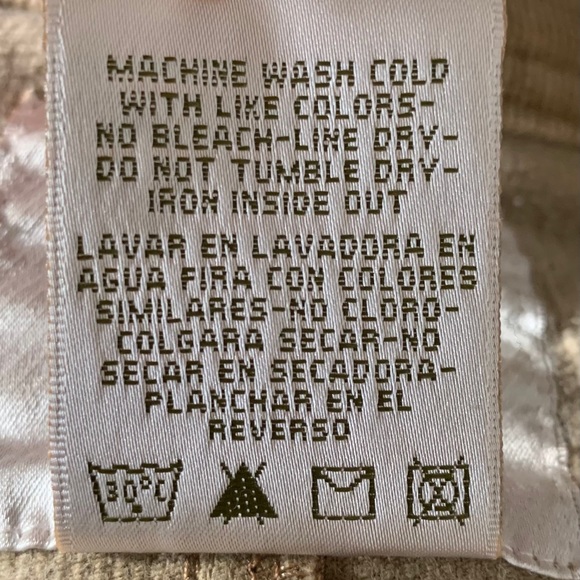 MACHINE WASH COLD
WITH LIKE COLORS-
NO BLEACH-LINE DRY-
DO NOT TUMBLE DRY-
IRON INSIDE OUT
LAVAR EN LAVADORA EN
AGUA FIRA CON COLORES
SIMILARES-NO CLORO-
COLGARA SECAR-NO
SECAR EN SECADORA-
PLANCHAR EN EL
REVERSO
30°C